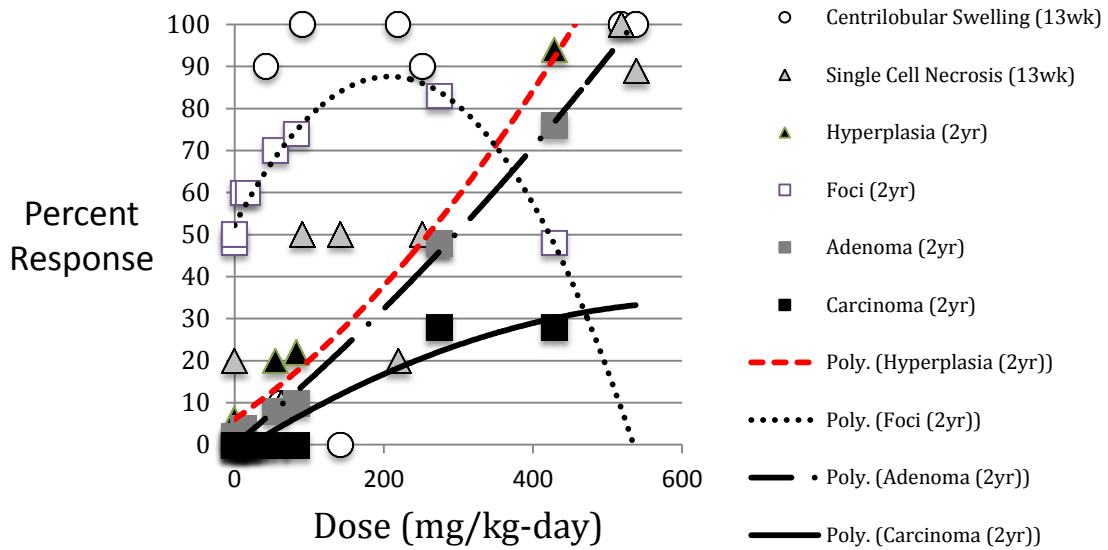 100
90
80
70
60
50
40
30
20
10
0
Percent
Response
0
200
400
600
Dose (mg/kg-day)
Centrilobular Swelling (13wk)
Single Cell Necrosis (13wk)
Hyperplasia (2yr)
Foci (2yr)
Adenoma (2yr)
Carcinoma (2yr)
Poly. (Hyperplasia (2yr))
Poly. (Foci (2yr))
Poly. (Adenoma (2yr))
Poly. (Carcinoma (2yr))